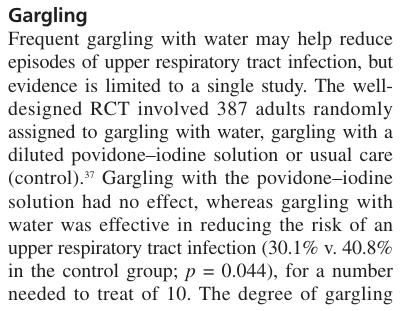 Gargling
Frequent gargling with water may help reduce
episodes of upper respiratory tract infection, but
evidence is limited to a single study. The well-
designed RCT involved 387 adults randomly
assigned to gargling with water, gargling with a
diluted povidone–iodine solution or usual care
(control).³⁷ Gargling with the povidone–iodine
solution had no effect, whereas gargling with
water was effective in reducing the risk of an
upper respiratory tract infection (30.1% v. 40.8%
in the control group; p = 0.044), for a number
needed to treat of 10. The degree of gargling